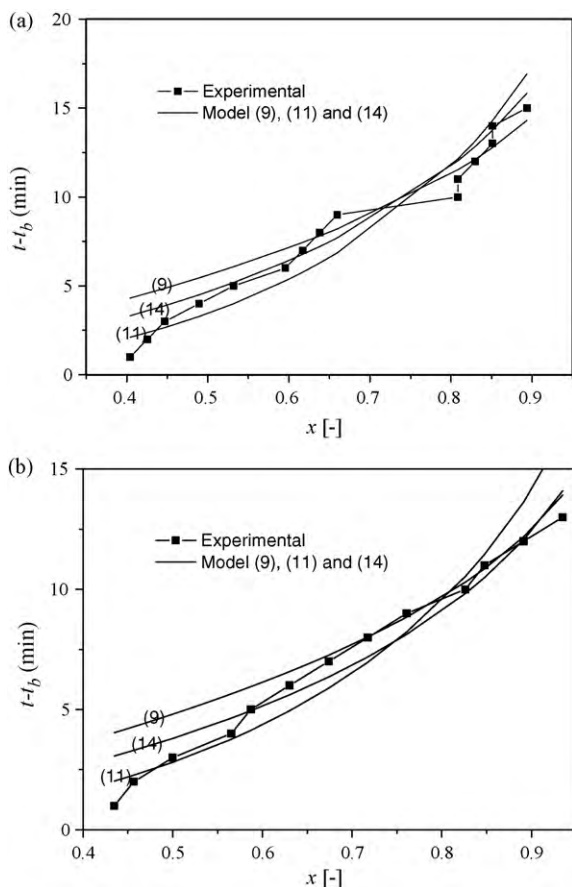 (a)
20
15
10
5
0
t-t_b (min)
Experimental
Model (9), (11) and (14)
(9)
(14)
(11)
0.4 0.5 0.6 0.7 0.8 0.9
x [-]
(b)
15
10
5
0
t-t_b (min)
Experimental
Model (9), (11) and (14)
(9)
(14)
(11)
0.4 0.5 0.6 0.7 0.8 0.9
x [-]